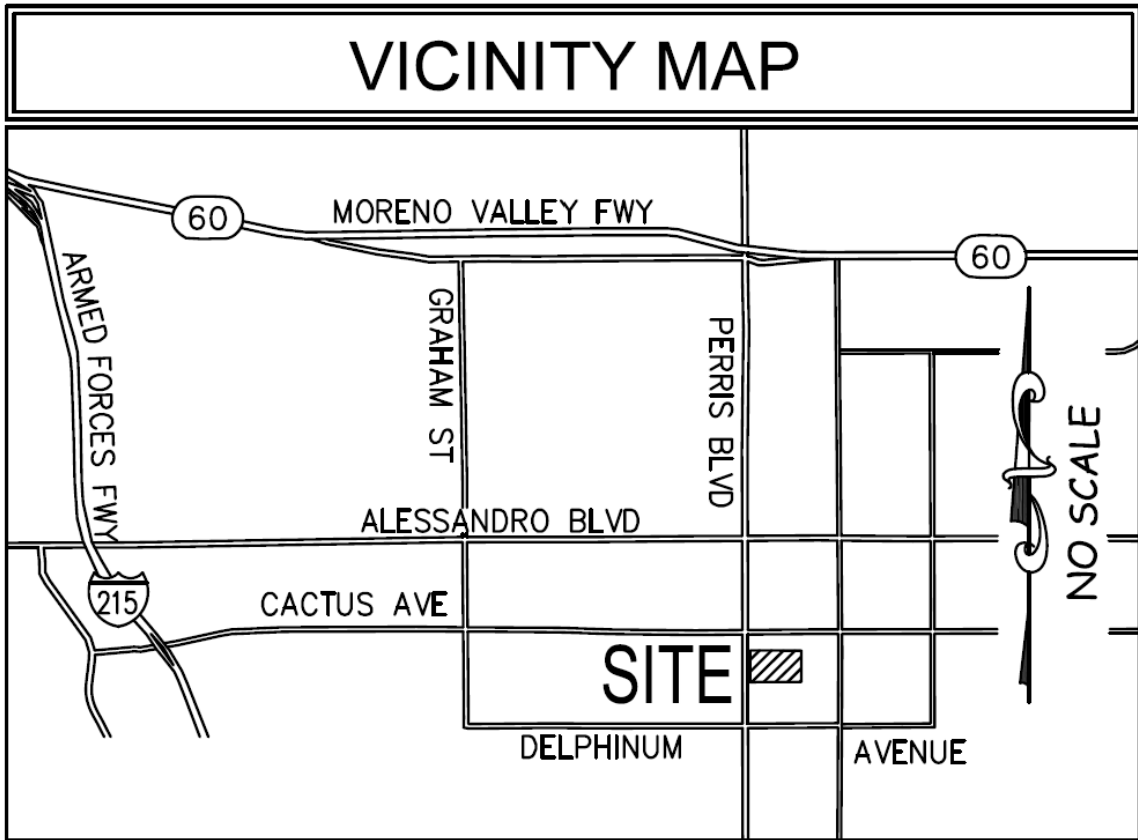 VICINITY MAP
60
MORENO VALLEY FWY
60
ARMED FORCES FWY
GRAHAM ST
PERRIS BLVD
NO SCALE
ALESSANDRO BLVD
215
CACTUS AVE
SITE
DELPHINUM
AVENUE